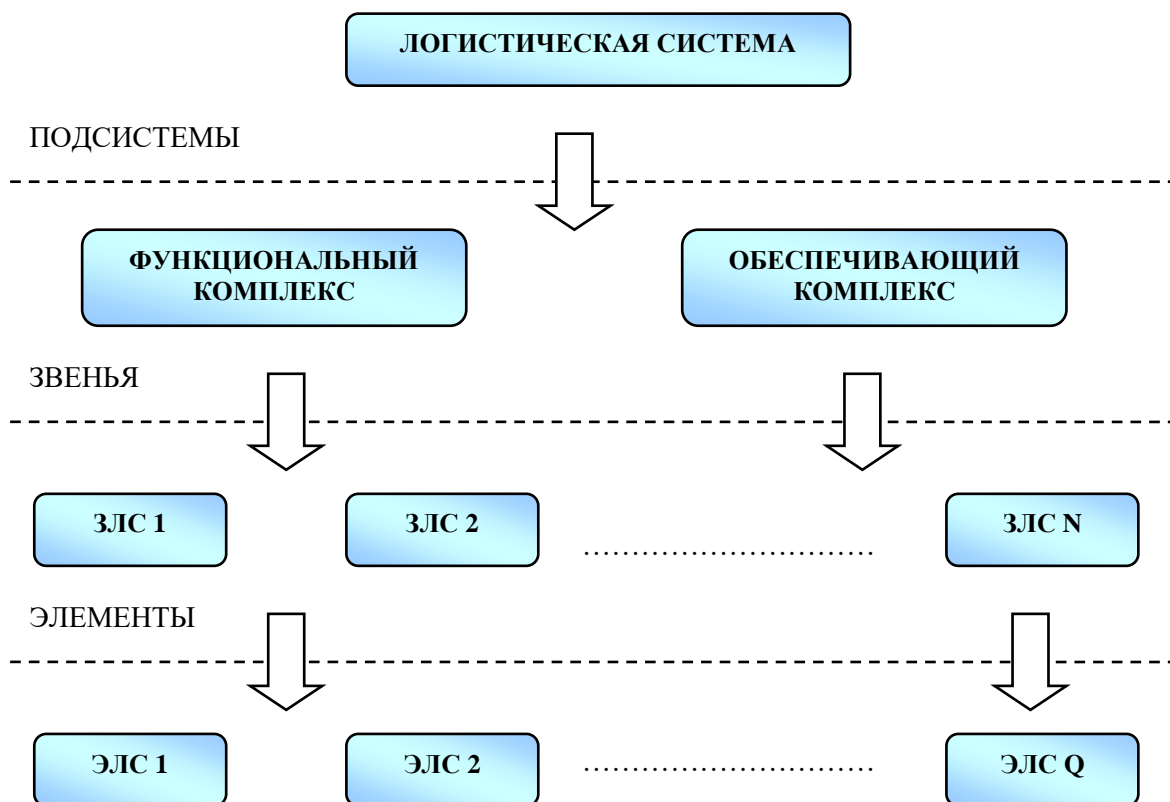 ЛОГИСТИЧЕСКАЯ СИСТЕМА
ПОДСИСТЕМЫ
ФУНКЦИОНАЛЬНЫЙ
КОМПЛЕКС
ОБЕСПЕЧИВАЮЩИЙ
КОМПЛЕКС
ЗВЕНЬЯ
ЗЛС 1
ЗЛС 2
…………………………
ЗЛС N
ЭЛЕМЕНТЫ
ЭЛС 1
ЭЛС 2
…………………………
ЭЛС Q